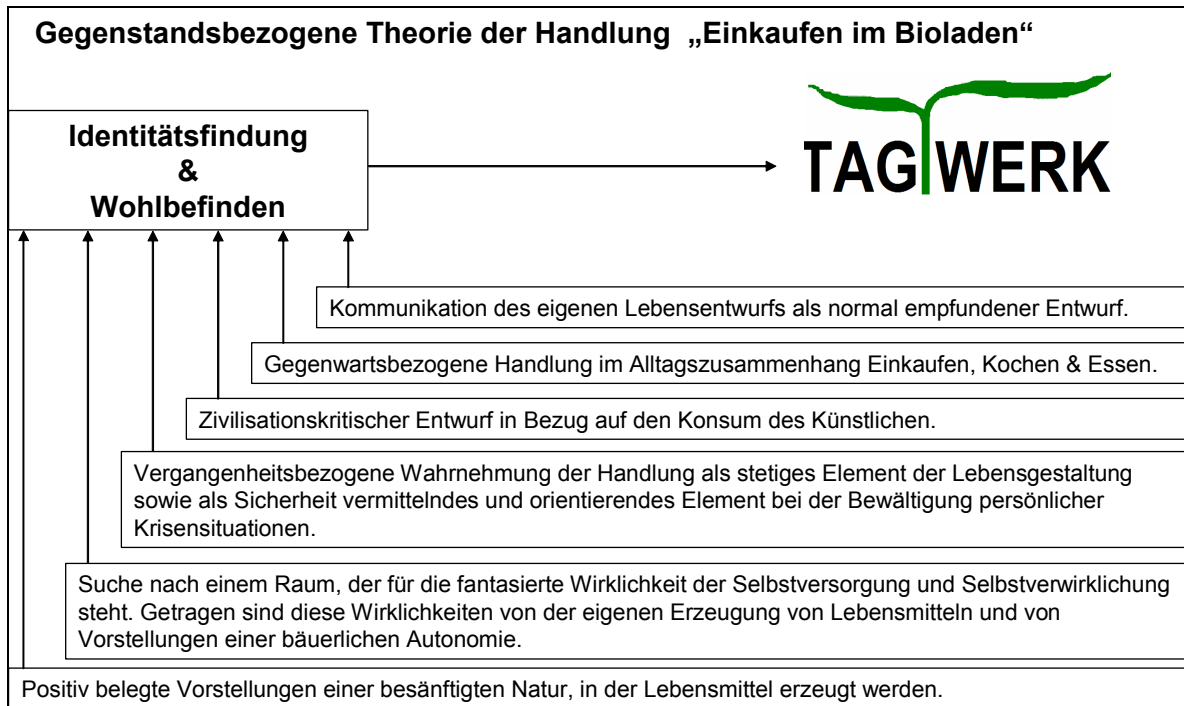 Gegenstandsbezogene Theorie der Handlung „Einkaufen im Bioladen“
Identitätsfindung
&
Wohlbefinden
TAGWERK
Kommunikation des eigenen Lebensentwurfs als normal empfundener Entwurf.
Gegenwartsbezogene Handlung im Alltagszusammenhang Einkaufen, Kochen & Essen.
Zivilisationskritischer Entwurf in Bezug auf den Konsum des Künstlichen.
Vergangenheitsbezogene Wahrnehmung der Handlung als stetiges Element der Lebensgestaltung
sowie als Sicherheit vermittelndes und orientierendes Element bei der Bewältigung persönlicher
Krisensituationen.
Suche nach einem Raum, der für die fantasierte Wirklichkeit der Selbstversorgung und Selbstverwirklichung
steht. Getragen sind diese Wirklichkeiten von der eigenen Erzeugung von Lebensmitteln und von
Vorstellungen einer bäuerlichen Autonomie.
Positiv belegte Vorstellungen einer besänftigten Natur, in der Lebensmittel erzeugt werden.